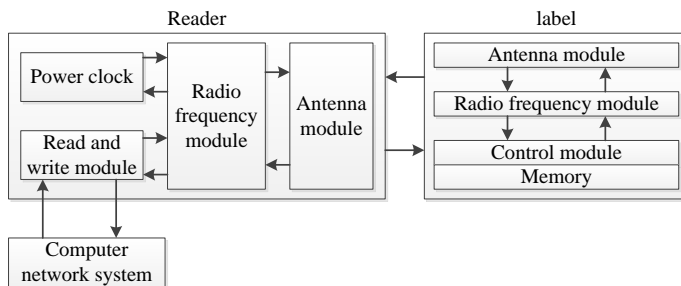 Reader
Power clock
Read and
write module
Radio
frequency
module
Antenna
module
Computer
network system
label
Antenna module
Radio frequency module
Control module
Memory